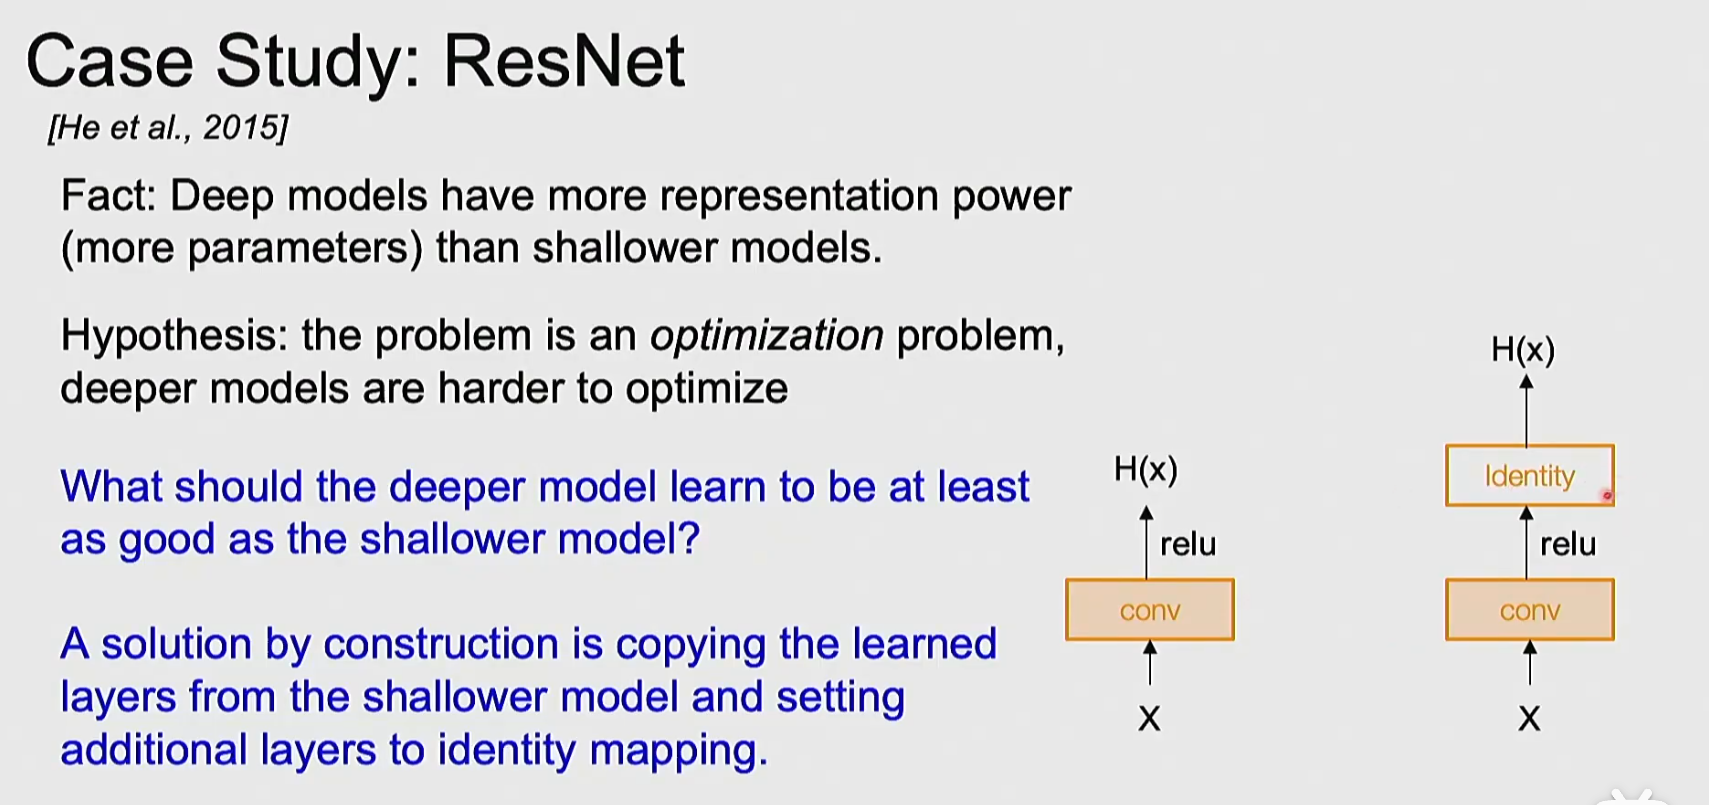 Case Study: ResNet
[He et al., 2015]
Fact: Deep models have more representation power
(more parameters) than shallower models.
Hypothesis: the problem is an optimization problem,
deeper models are harder to optimize
What should the deeper model learn to be at least
as good as the shallower model?
A solution by construction is copying the learned
layers from the shallower model and setting
additional layers to identity mapping.
H(x)
relu
conv
X
H(x)
Identity
relu
conv
X